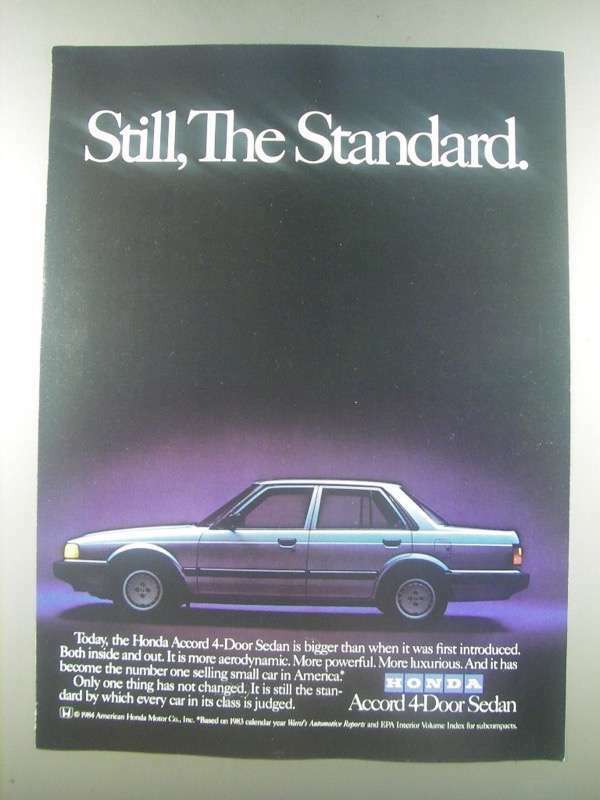 Still, The Standard.
Today, the Honda Accord 4-Door Sedan is bigger than when it was first introduced.
Both inside and out. It is more aerodynamic. More powerful. More luxurious. And it has
become the number one selling small car in America.*
Only one thing has not changed. It is still the stan-
dard by which every car in its class is judged.
HONDA
Accord 4-Door Sedan
© 1984 American Honda Motor Co., Inc. *Based on 1983 calendar year Ward's Automotive Reports and EPA Interior Volume Index for subcompacts.